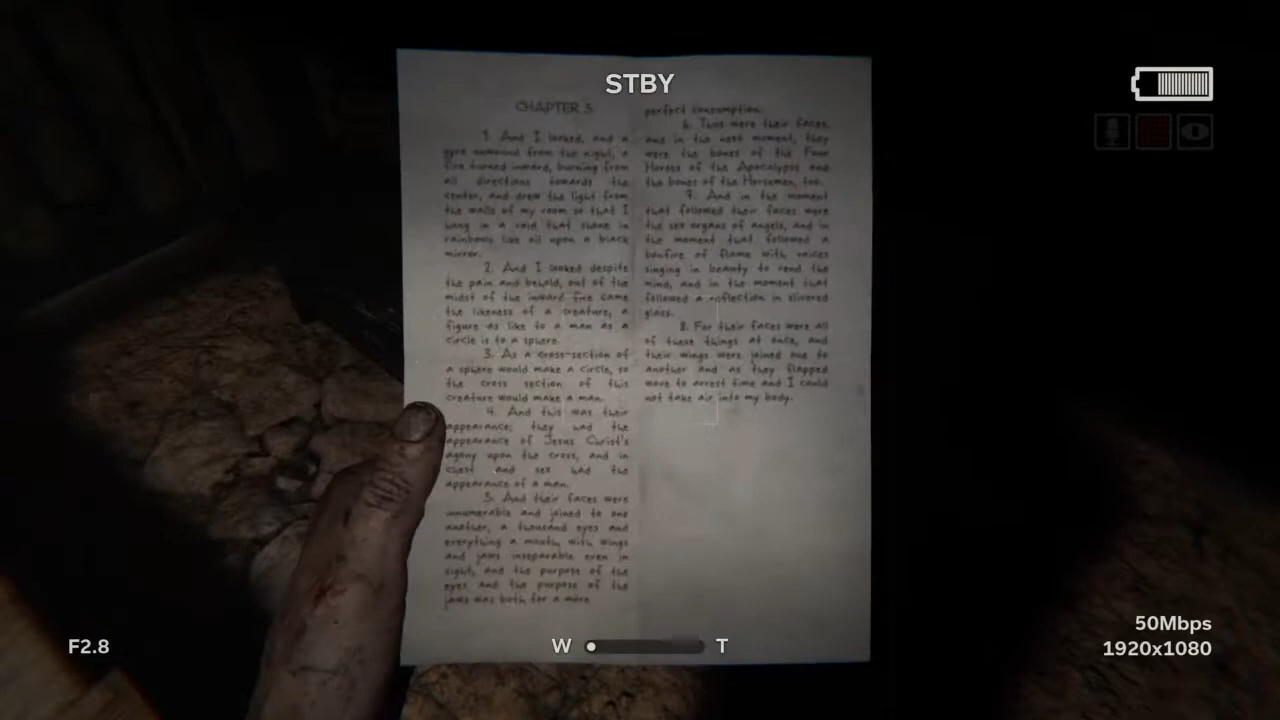 STBY
CHAPTER 5
1. And I looked, and a
gyre unwound from the night, a
fire turned inward, burning from
all directions towards the
center, and drew the light from
the walls of my room so that I
hang in a void that shone in
rainbows like oil upon a black
mirror.
2. And I looked despite
the pain and behold, out of the
midst of the inward fire came
the likeness of a creature, a
figure as like to a man as a
circle is to a sphere.
3. As a cross-section of
a sphere would make a circle, so
the cross section of this
creature would make a man.
4. And this was their
appearance; they had the
appearance of Jesus Christ's
agony upon the cross, and in
chest and sex had the
appearance of a man.
5. And their faces were
innumerable and joined to one
another, a thousand eyes and
everything a mouth, with wings
and jaws inseparable even in
sight, and the purpose of the
eyes and the purpose of the
jaws was both for a more
perfect consumption.
6. Thus were their faces,
and in the next moment, they
were the bones of the Four
Horses of the Apocalypse and
the bones of the Horsemen, too.
7. And in the moment
that followed their faces were
the sex organs of angels, and in
the moment that followed a
bonfire of flame with voices
singing in beauty to rend the
mind, and in the moment that
followed a reflection in slivered
glass.
8. For their faces were all
of these things at once, and
their wings were joined one to
another and as they flapped
wove to arrest time and I could
not take air into my body.
F2.8
W
T
50Mbps
1920x1080